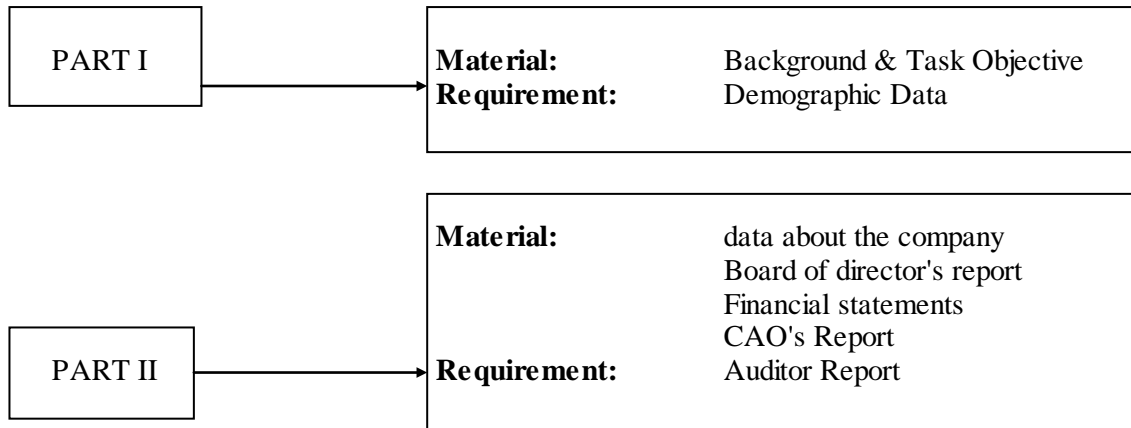 PART I
Material: Background & Task Objective
Requirement: Demographic Data
Material: data about the company
Board of director's report
Financial statements
CAO's Report
PART II
Requirement: Auditor Report